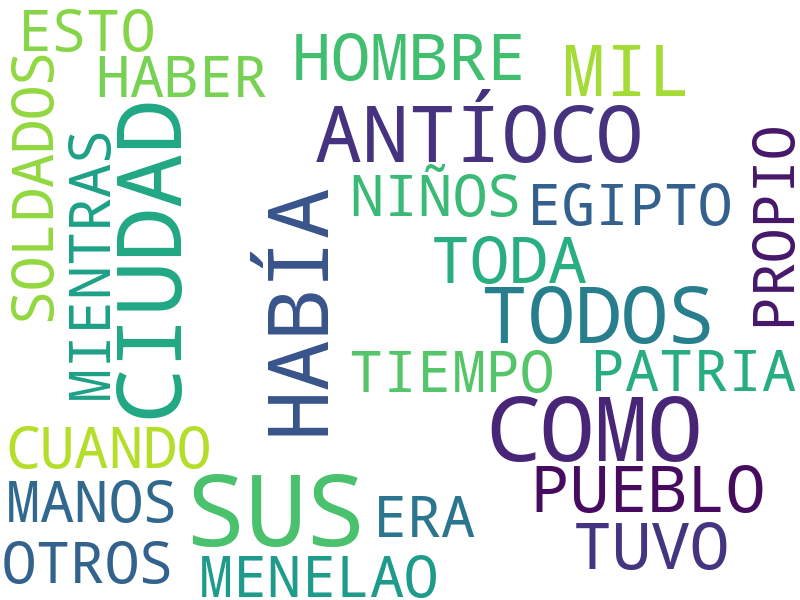 ESTO
HABER
HOMBRE
MIL
SOLDADOS
MIENTRAS
CIUDAD
ANTÍOCO
HABÍA
NIÑOS
EGIPTO
PROPIO
TODA
TODOS
TIEMPO
PATRIA
COMO
CUANDO
MANOS
SUS
ERA
PUEBLO
OTROS
MENELAO
TUVO